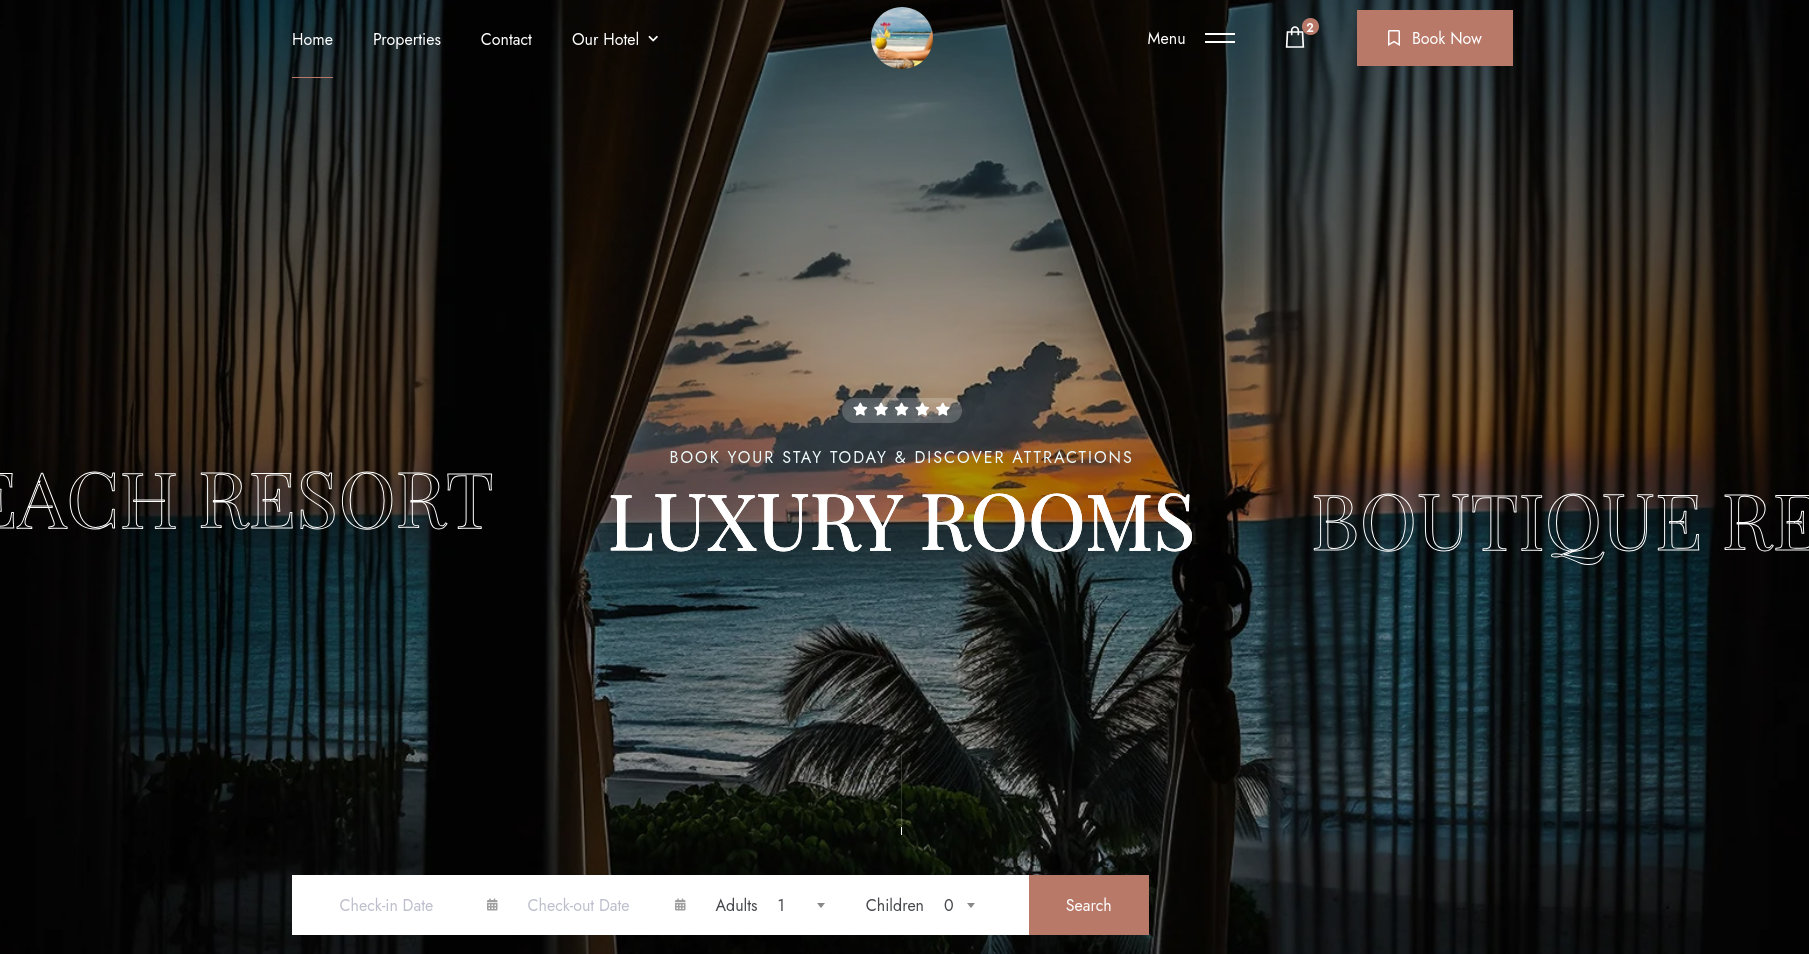 Home
Properties
Contact
Our Hotel
Menu
2
Book Now
BOOK YOUR STAY TODAY & DISCOVER ATTRACTIONS
EACH RESORT
LUXURY ROOMS
BOUTIQUE RE
Check-in Date
Check-out Date
Adults 1
Children 0
Search